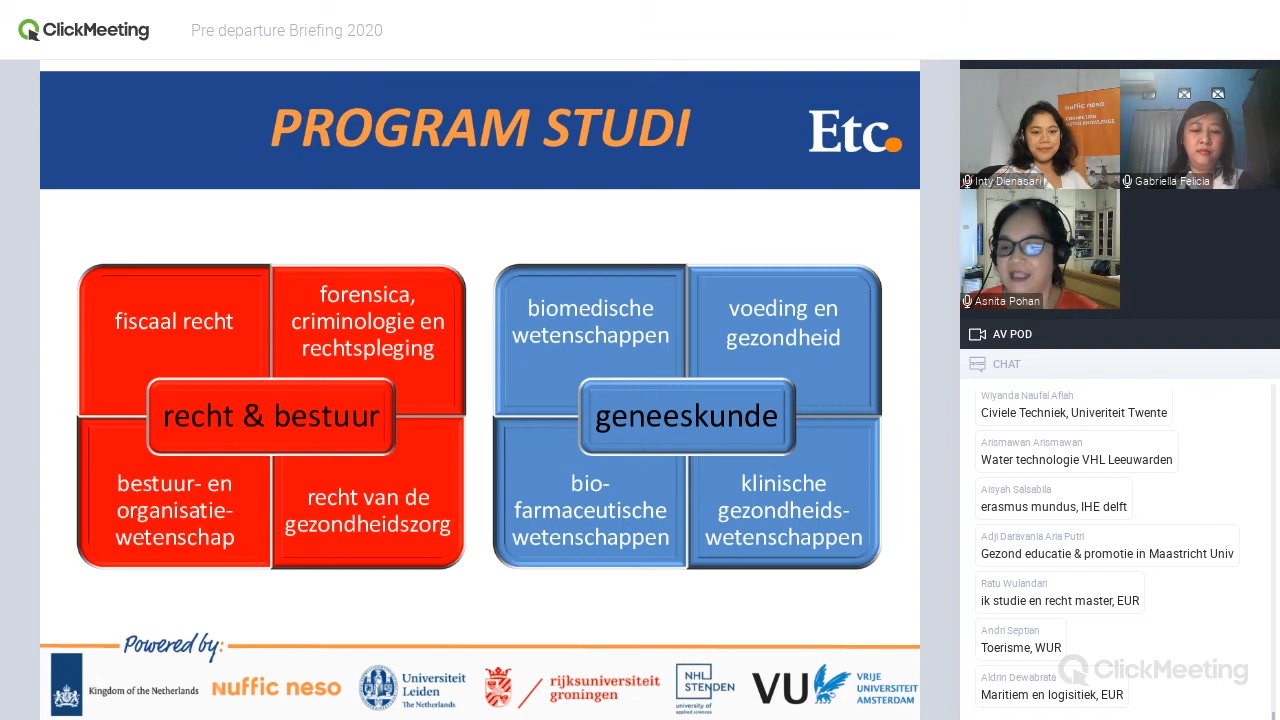 ClickMeeting
Pre departure Briefing 2020
PROGRAM STUDI
Etc.
fiscaal recht
forensica,
criminologie en
rechtspleging
recht & bestuur
bestuur- en
organisatie-
wetenschap
recht van de
gezondheidszorg
biomedische
wetenschappen
voeding en
gezondheid
geneeskunde
bio-
farmaceutische
wetenschappen
klinische
gezondheids-
wetenschappen
Powered by:
Kingdom of the Netherlands
nuffic neso
Universiteit
Leiden
The Netherlands
rijksuniversiteit
groningen
NHL
STENDEN
university of
applied sciences
VU
VRIJE
UNIVERSITEIT
AMSTERDAM
nuffic neso
Inty Dienasari
Gabriella Felicia
Asnita Pohan
AV POD
CHAT
Wiyanda Naufal Aflah
Civiele Techniek, Univeriteit Twente
Arismawan Arismawan
Water technologie VHL Leeuwarden
Aisyah Salsabila
erasmus mundus, IHE delft
Adji Daravania Aria Putri
Gezond educatie & promotie in Maastricht Univ
Ratu Wulandari
ik studie en recht master, EUR
Andri Septian
Toerisme, WUR
Aldrin Dewabrata
Maritiem en logisitiek, EUR
ClickMeeting